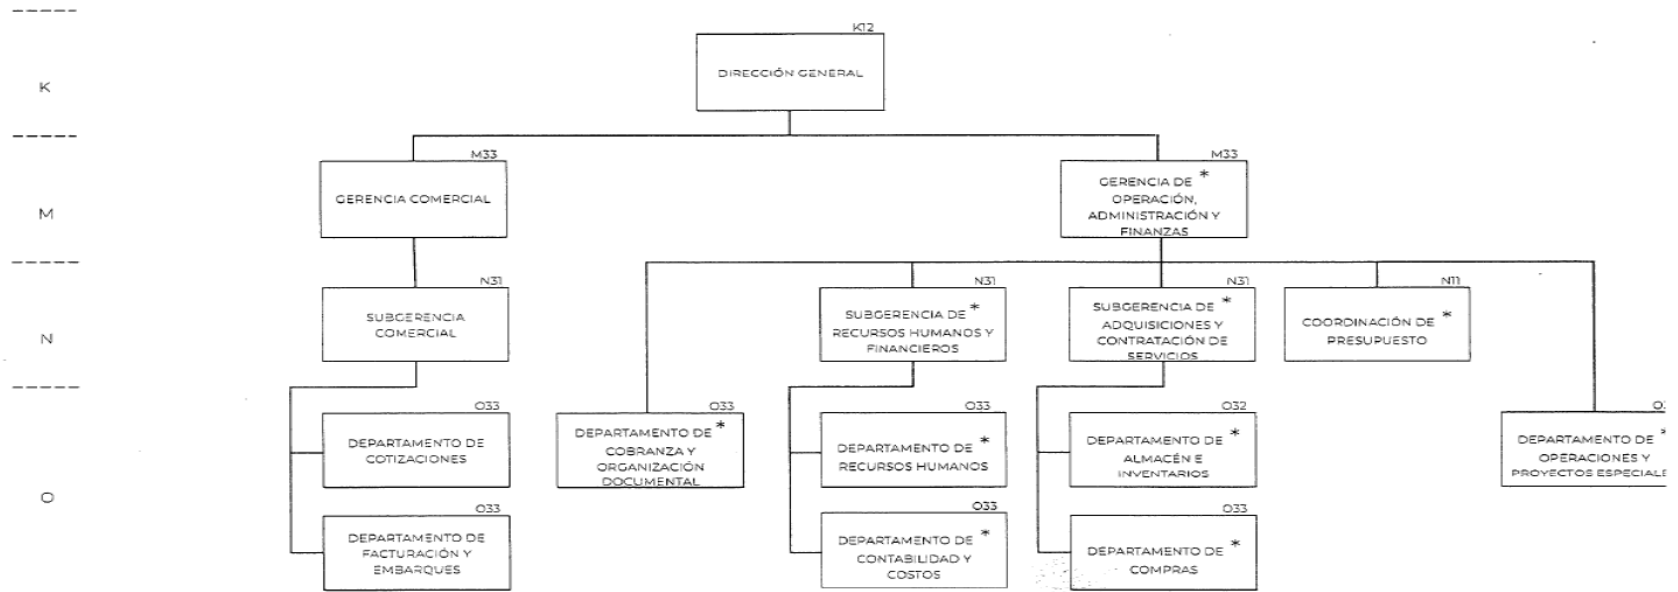 K12
DIRECCIÓN GENERAL
K
M33
GERENCIA COMERCIAL
M33
GERENCIA DE *
OPERACIÓN,
ADMINISTRACIÓN Y
FINANZAS
M
N31
SUBGERENCIA
COMERCIAL
N31
SUBGERENCIA DE *
RECURSOS HUMANOS Y
FINANCIEROS
N31
SUBGERENCIA DE *
ADQUISICIONES Y
CONTRATACIÓN DE
SERVICIOS
N11
COORDINACIÓN DE *
PRESUPUESTO
N
O33
DEPARTAMENTO DE
COTIZACIONES
O33
DEPARTAMENTO DE *
COBRANZA Y
ORGANIZACIÓN
DOCUMENTAL
O33
DEPARTAMENTO DE *
RECURSOS HUMANOS
O32
DEPARTAMENTO DE *
ALMACÉN E
INVENTARIOS
DEPARTAMENTO DE *
OPERACIONES Y
PROYECTOS ESPECIALE
O
O33
DEPARTAMENTO DE
FACTURACIÓN Y
EMBARQUES
O33
DEPARTAMENTO DE *
CONTABILIDAD Y
COSTOS
O33
DEPARTAMENTO DE *
COMPRAS